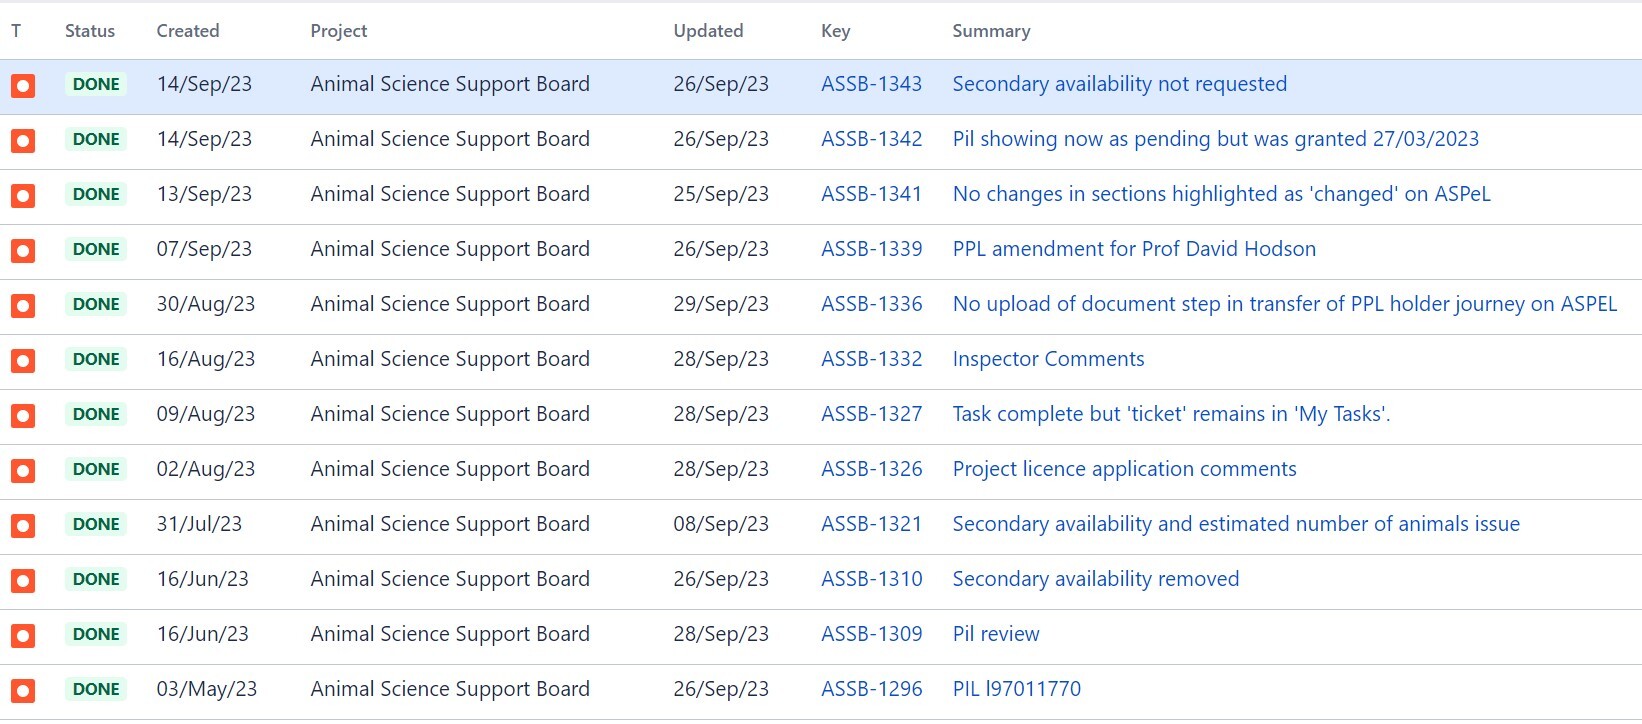 T Status Created Project Updated Key Summary
DONE 14/Sep/23 Animal Science Support Board 26/Sep/23 ASSB-1343 Secondary availability not requested
DONE 14/Sep/23 Animal Science Support Board 26/Sep/23 ASSB-1342 Pil showing now as pending but was granted 27/03/2023
DONE 13/Sep/23 Animal Science Support Board 25/Sep/23 ASSB-1341 No changes in sections highlighted as 'changed' on ASPeL
DONE 07/Sep/23 Animal Science Support Board 26/Sep/23 ASSB-1339 PPL amendment for Prof David Hodson
DONE 30/Aug/23 Animal Science Support Board 29/Sep/23 ASSB-1336 No upload of document step in transfer of PPL holder journey on ASPEL
DONE 16/Aug/23 Animal Science Support Board 28/Sep/23 ASSB-1332 Inspector Comments
DONE 09/Aug/23 Animal Science Support Board 28/Sep/23 ASSB-1327 Task complete but 'ticket' remains in 'My Tasks'.
DONE 02/Aug/23 Animal Science Support Board 28/Sep/23 ASSB-1326 Project licence application comments
DONE 31/Jul/23 Animal Science Support Board 08/Sep/23 ASSB-1321 Secondary availability and estimated number of animals issue
DONE 16/Jun/23 Animal Science Support Board 26/Sep/23 ASSB-1310 Secondary availability removed
DONE 16/Jun/23 Animal Science Support Board 28/Sep/23 ASSB-1309 Pil review
DONE 03/May/23 Animal Science Support Board 26/Sep/23 ASSB-1296 PIL l97011770